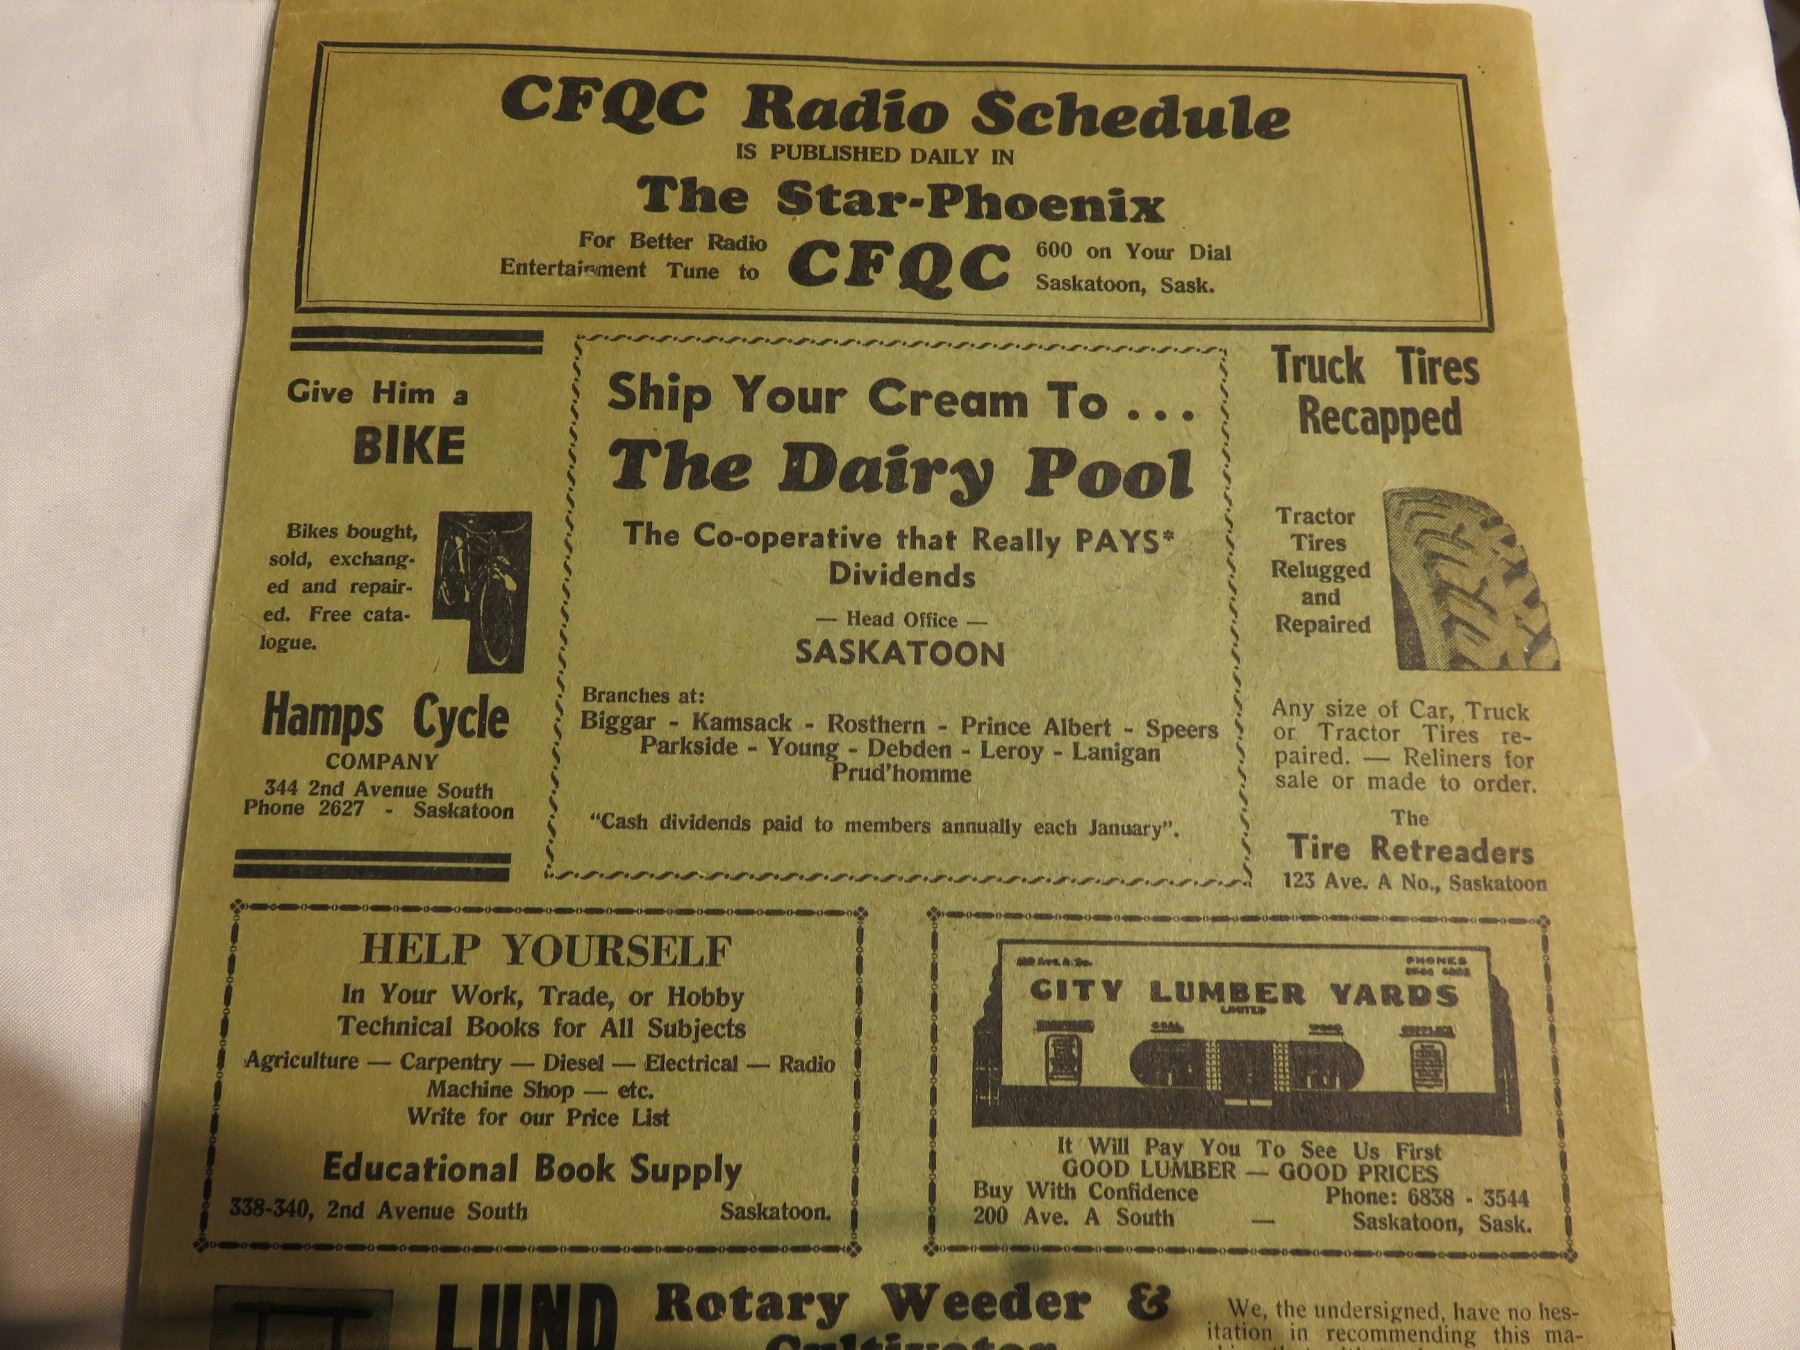 CFQC Radio Schedule
IS PUBLISHED DAILY IN
The Star-Phoenix
For Better Radio
Entertainment Tune to
CFQC
600 on Your Dial
Saskatoon, Sask.
Give Him a
BIKE
Bikes bought,
sold, exchang-
ed and repair-
ed. Free cata-
logue.
Hamps Cycle
COMPANY
344 2nd Avenue South
Phone 2627 - Saskatoon
Ship Your Cream To . . .
The Dairy Pool
The Co-operative that Really PAYS*
Dividends
— Head Office —
SASKATOON
Branches at:
Biggar - Kamsack - Rosthern - Prince Albert - Speers
Parkside - Young - Debden - Leroy - Lanigan
Prud'homme
"Cash dividends paid to members annually each January".
Truck Tires
Recapped
Tractor
Tires
Relugged
and
Repaired
Any size of Car, Truck
or Tractor Tires re-
paired. — Reliners for
sale or made to order.
The
Tire Retreaders
123 Ave. A No., Saskatoon
HELP YOURSELF
In Your Work, Trade, or Hobby
Technical Books for All Subjects
Agriculture — Carpentry — Diesel — Electrical — Radio
Machine Shop — etc.
Write for our Price List
Educational Book Supply
338-340, 2nd Avenue South Saskatoon.
PHONES
CITY LUMBER YARDS
LIMITED
COAL WOOD
It Will Pay You To See Us First
GOOD LUMBER — GOOD PRICES
Buy With Confidence Phone: 6838 - 3544
200 Ave. A South — Saskatoon, Sask.
LUND Rotary Weeder &
Cultivator
We, the undersigned, have no hes-
itation in recommending this ma-